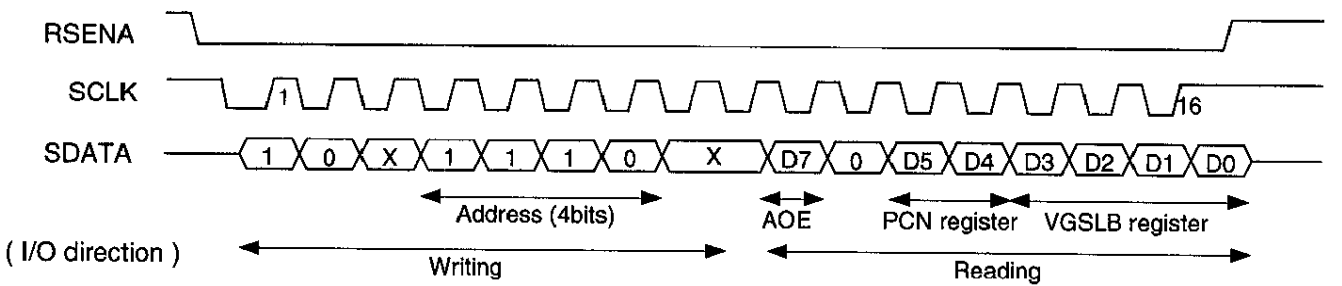 RSENA
SCLK 1 16
SDATA 1 0 X 1 1 1 0 X D7 0 D5 D4 D3 D2 D1 D0
Address (4bits) AOE PCN register VGSLB register
( I/O direction ) Writing Reading